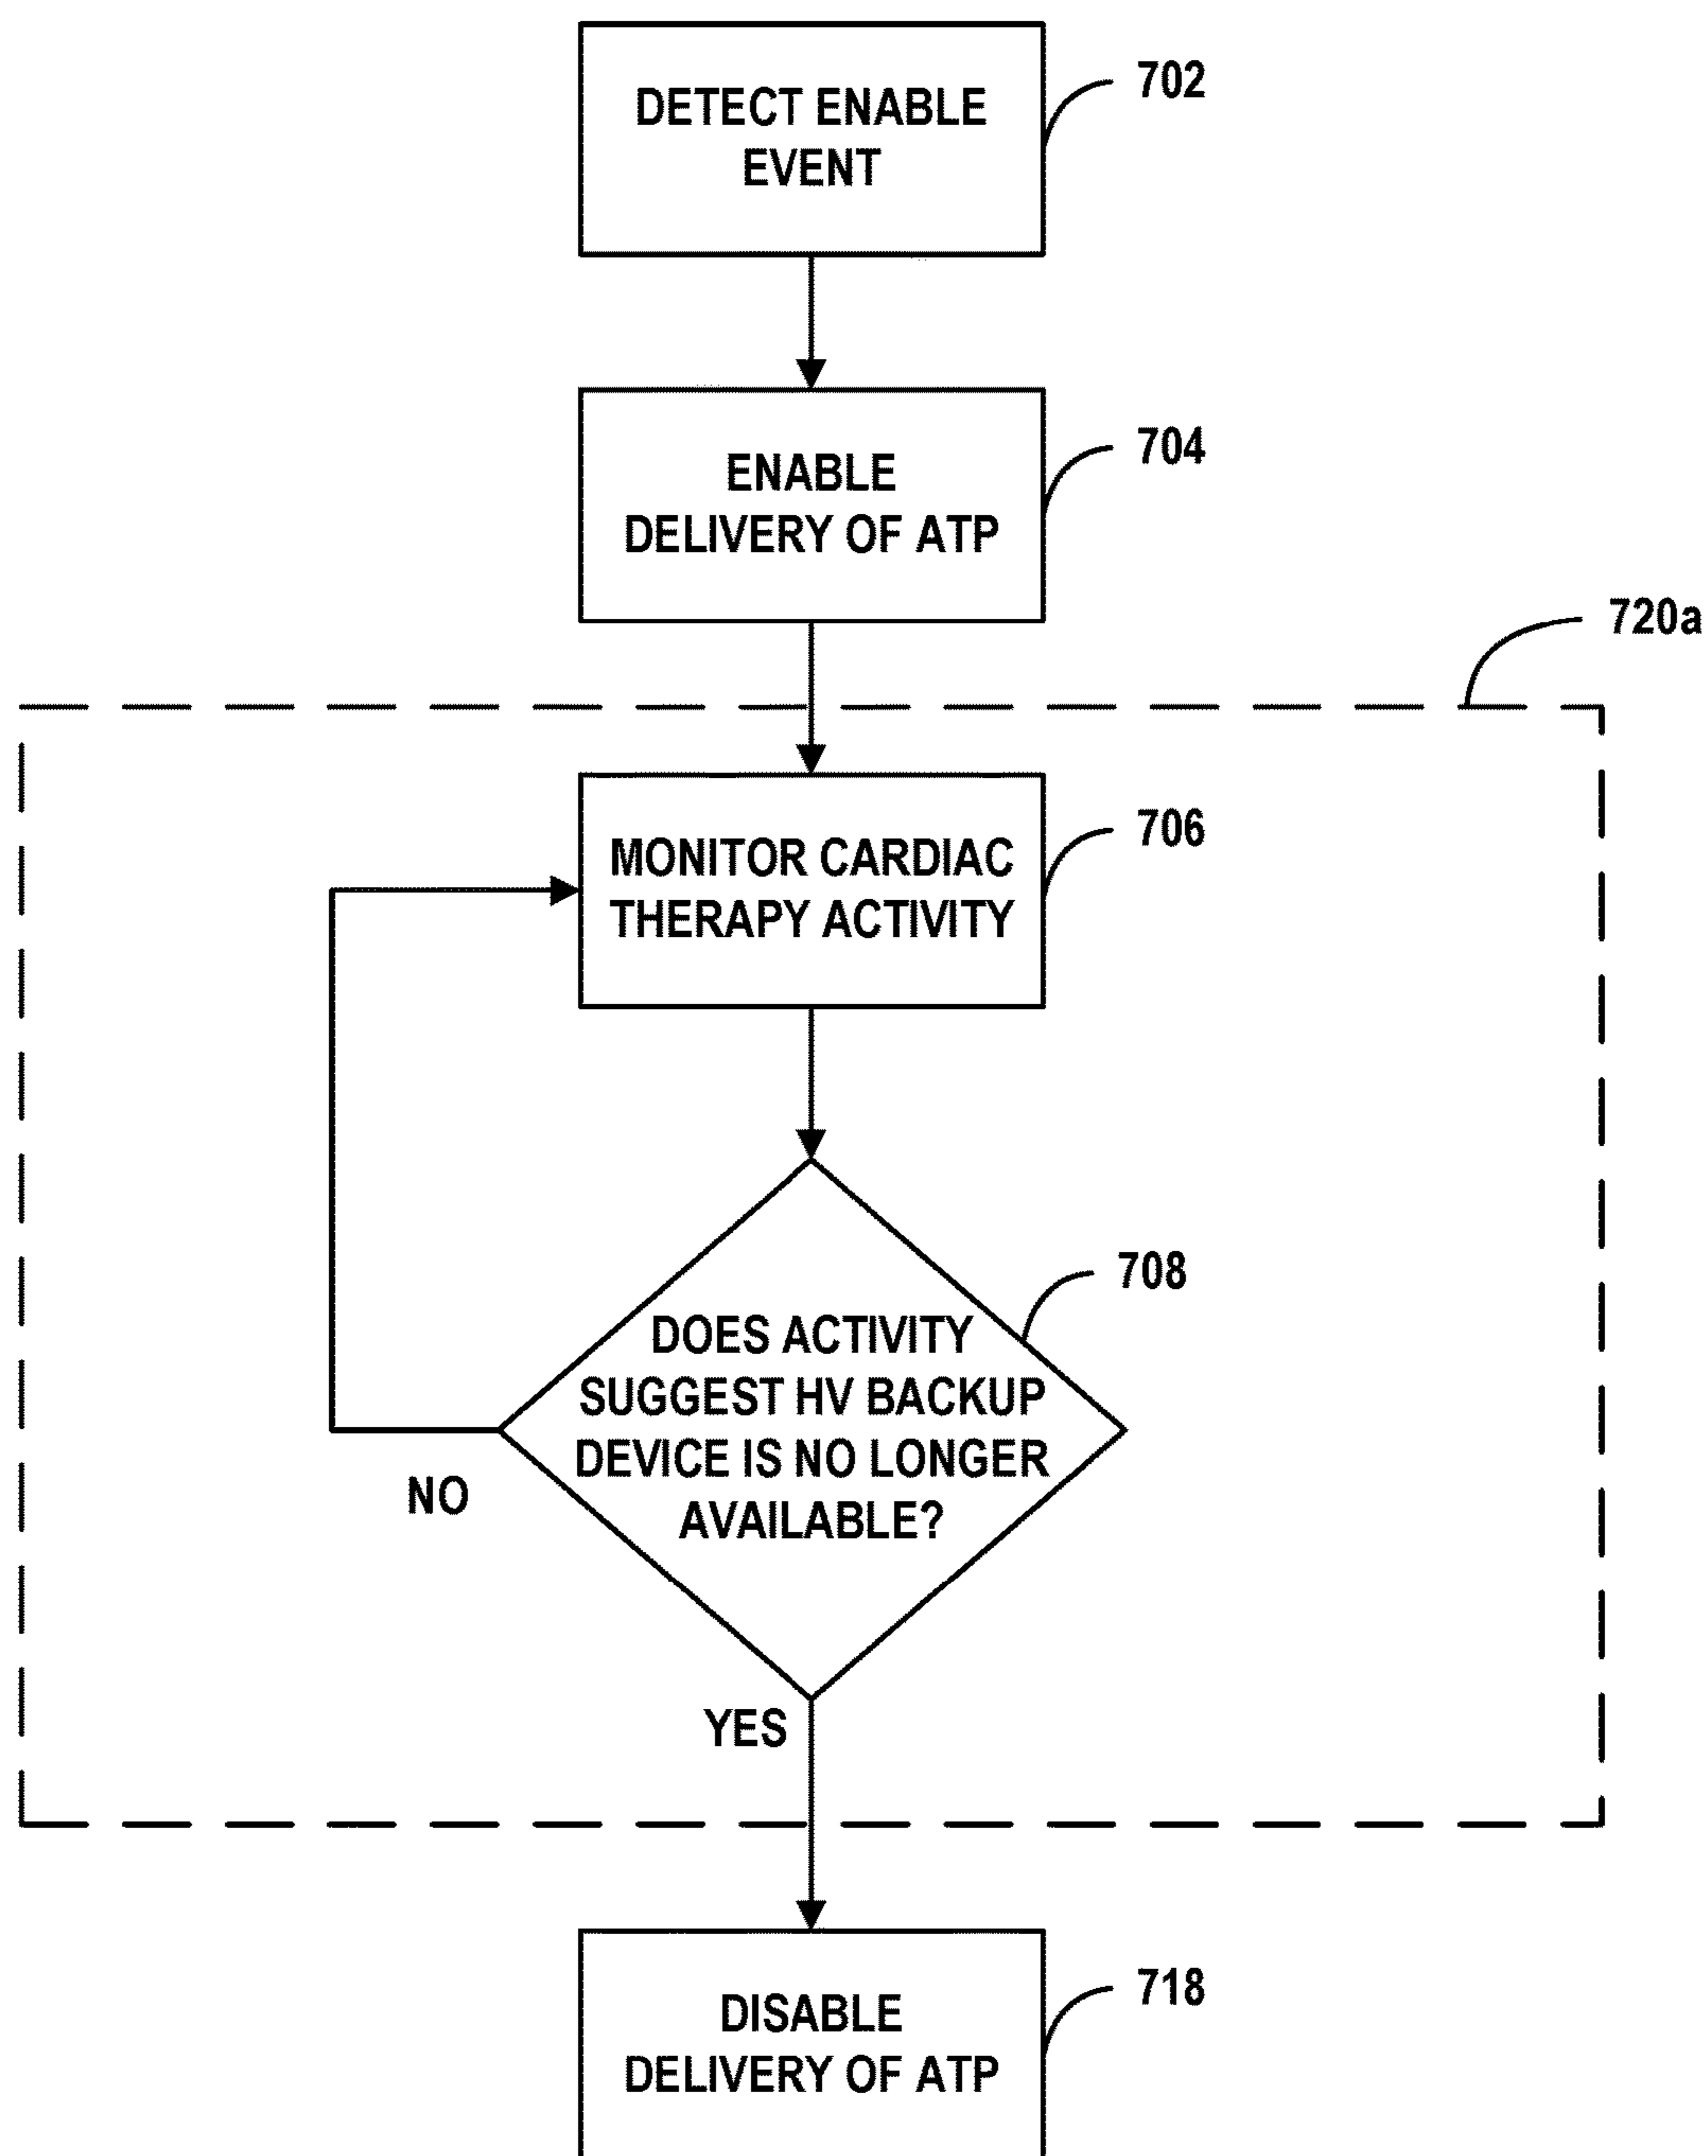 DETECT ENABLE
EVENT
702
ENABLE
DELIVERY OF ATP
704
720a
MONITOR CARDIAC
THERAPY ACTIVITY
706
DOES ACTIVITY
SUGGEST HV BACKUP
DEVICE IS NO LONGER
AVAILABLE?
708
NO
YES
DISABLE
DELIVERY OF ATP
718